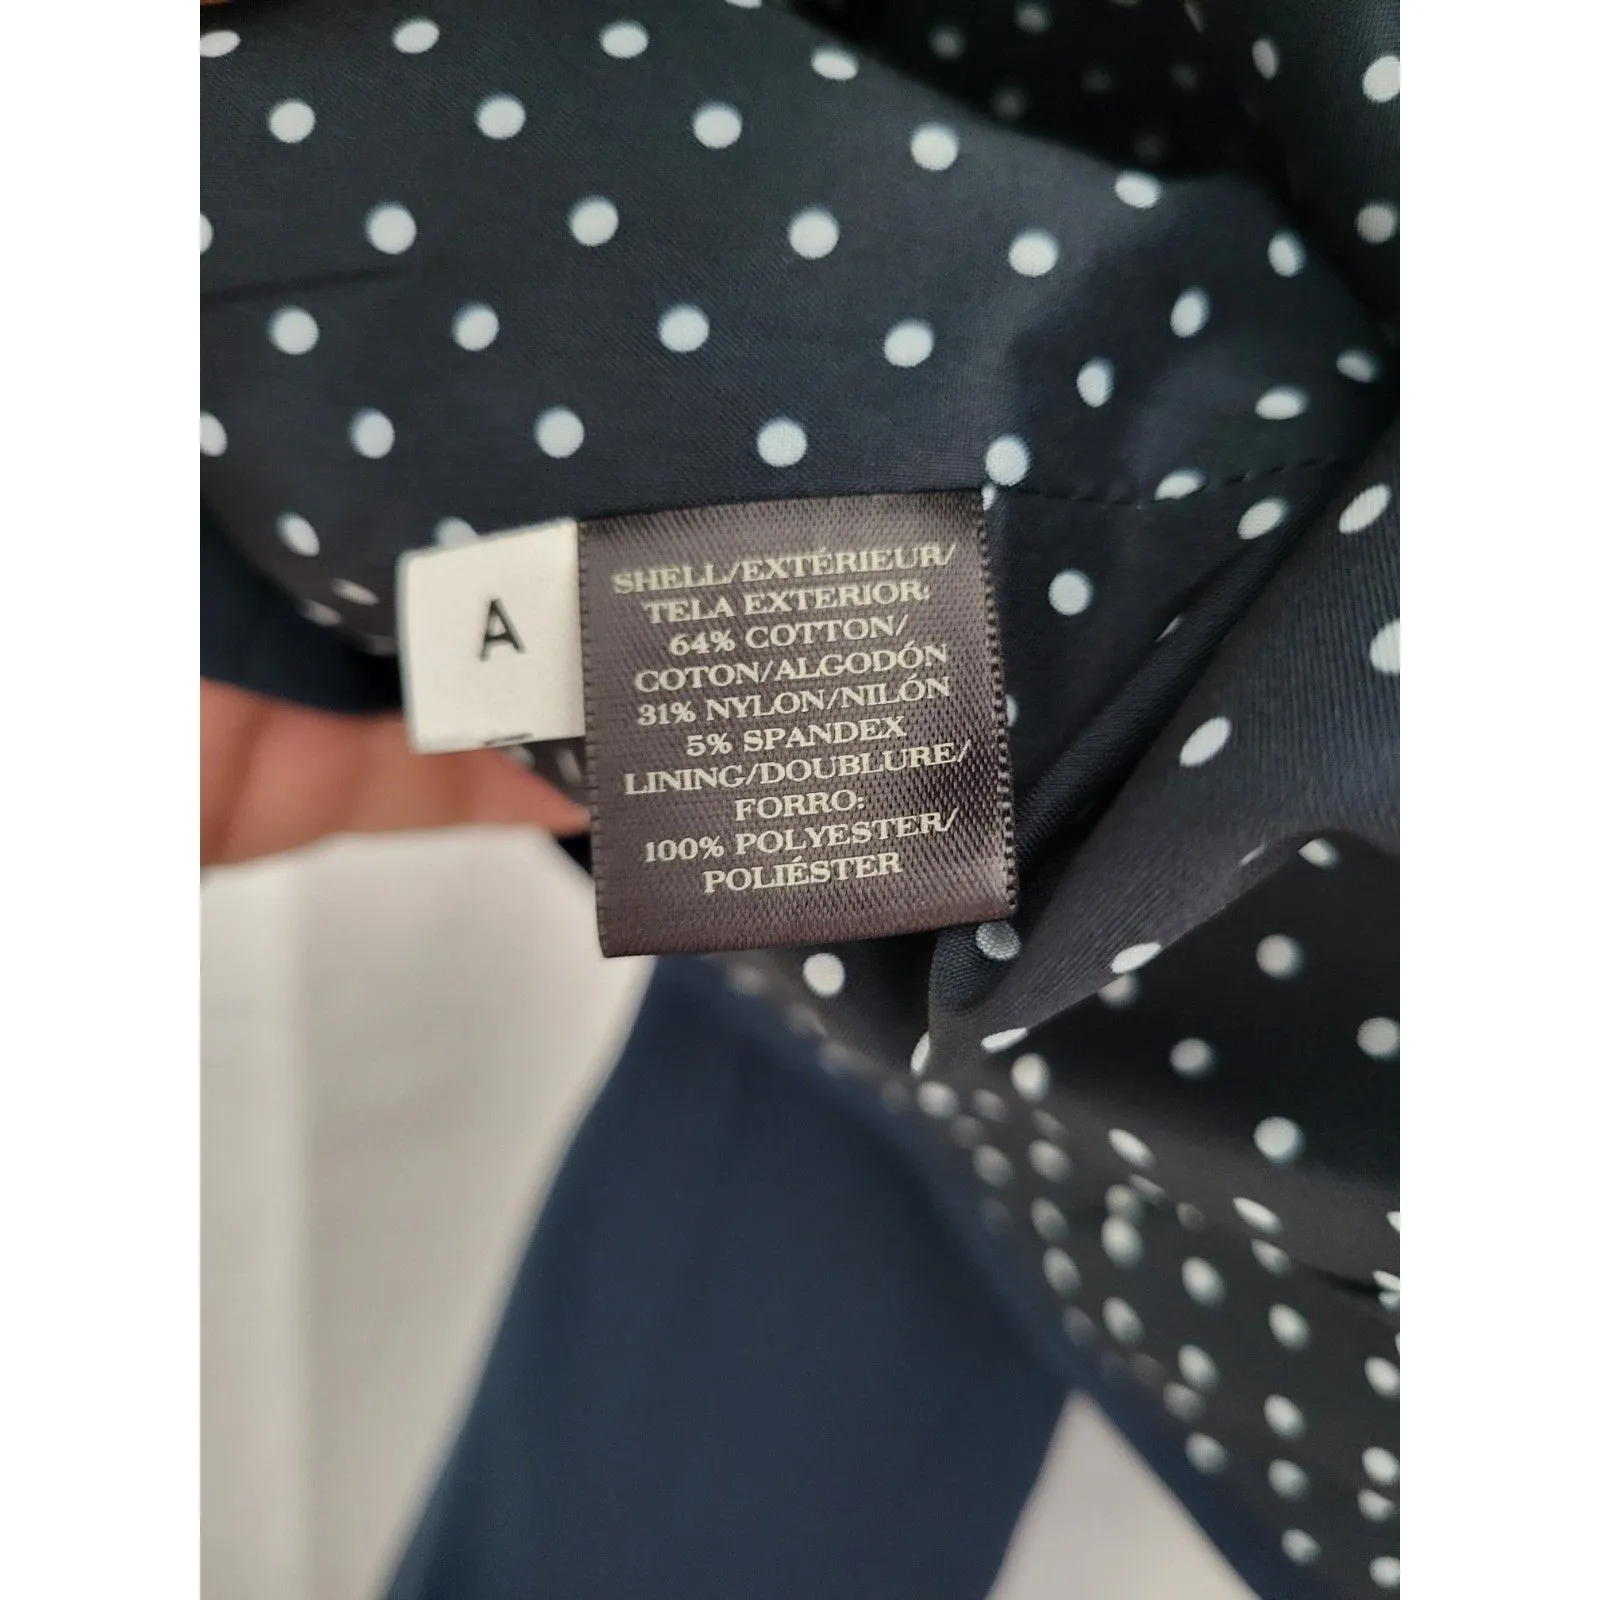 A
SHELL/EXTÉRIEUR/
TELA EXTERIOR:
64% COTTON/
COTON/ALGODÓN
31% NYLON/NILÓN
5% SPANDEX
LINING/DOUBLURE/
FORRO:
100% POLYESTER/
POLIÉSTER